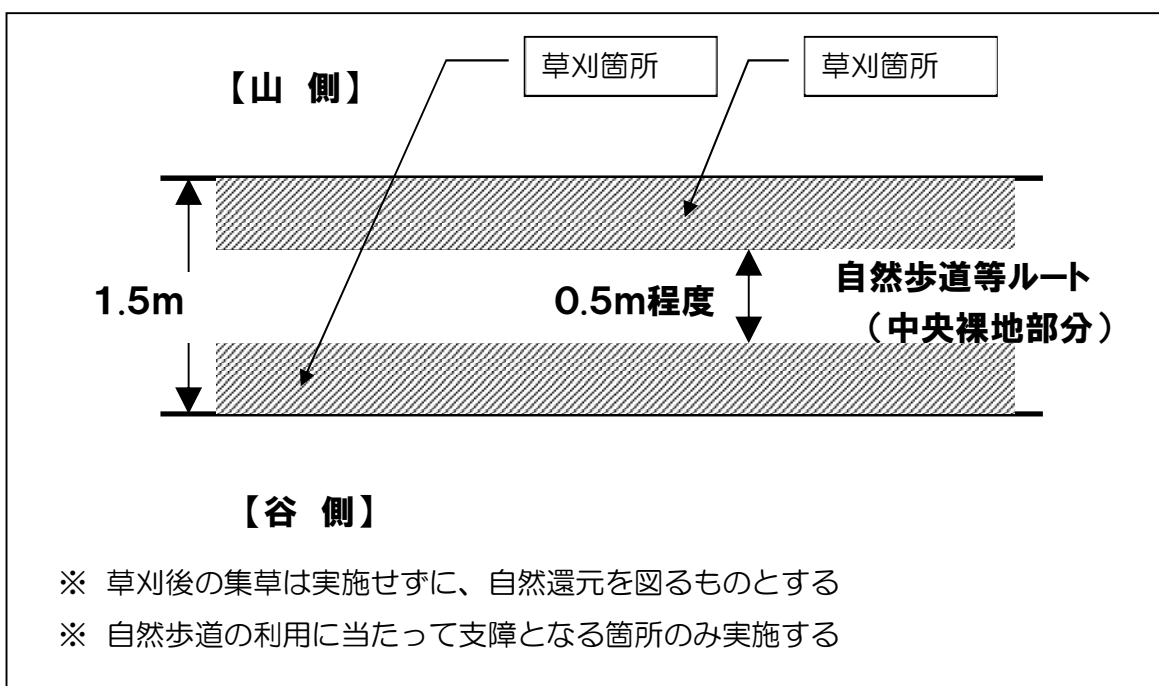 草刈箇所
草刈箇所
【山 側】
1.5m
0.5m程度
自然歩道等ルート
（中央裸地部分）
【谷 側】
※ 草刈後の集草は実施せずに、自然還元を図るものとする
※ 自然歩道の利用に当たって支障となる箇所のみ実施する